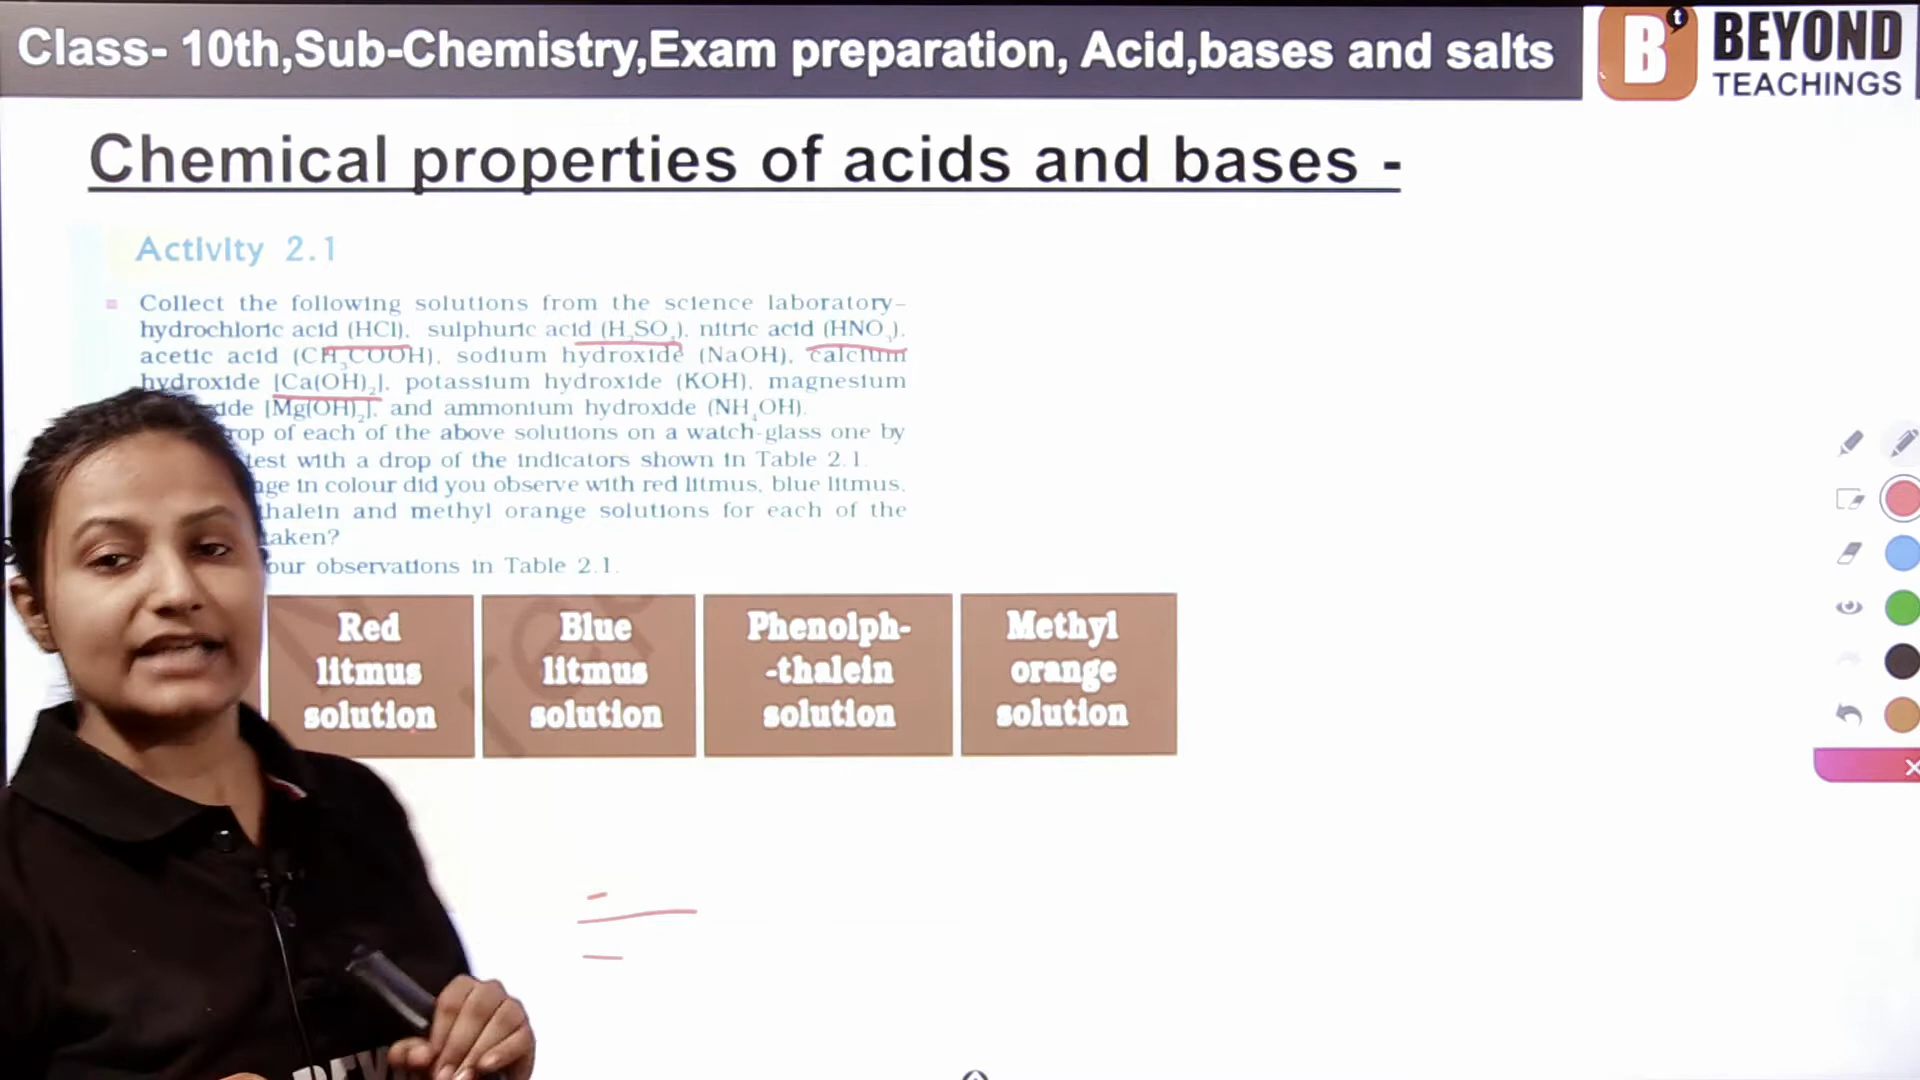 Class- 10th,Sub-Chemistry,Exam preparation, Acid,bases and salts
BEYOND
TEACHINGS
Chemical properties of acids and bases -
Activity 2.1
Collect the following solutions from the science laboratory–
hydrochloric acid (HCl), sulphuric acid (H₂SO₄), nitric acid (HNO₃),
acetic acid (CH₃COOH), sodium hydroxide (NaOH), calcium
hydroxide [Ca(OH)₂], potassium hydroxide (KOH), magnesium
ide [Mg(OH)₂], and ammonium hydroxide (NH₄OH).
rop of each of the above solutions on a watch-glass one by
test with a drop of the indicators shown in Table 2.1.
nge in colour did you observe with red litmus, blue litmus,
thalein and methyl orange solutions for each of the
taken?
our observations in Table 2.1.
Red
litmus
solution
Blue
litmus
solution
Phenolph-
-thalein
solution
Methyl
orange
solution